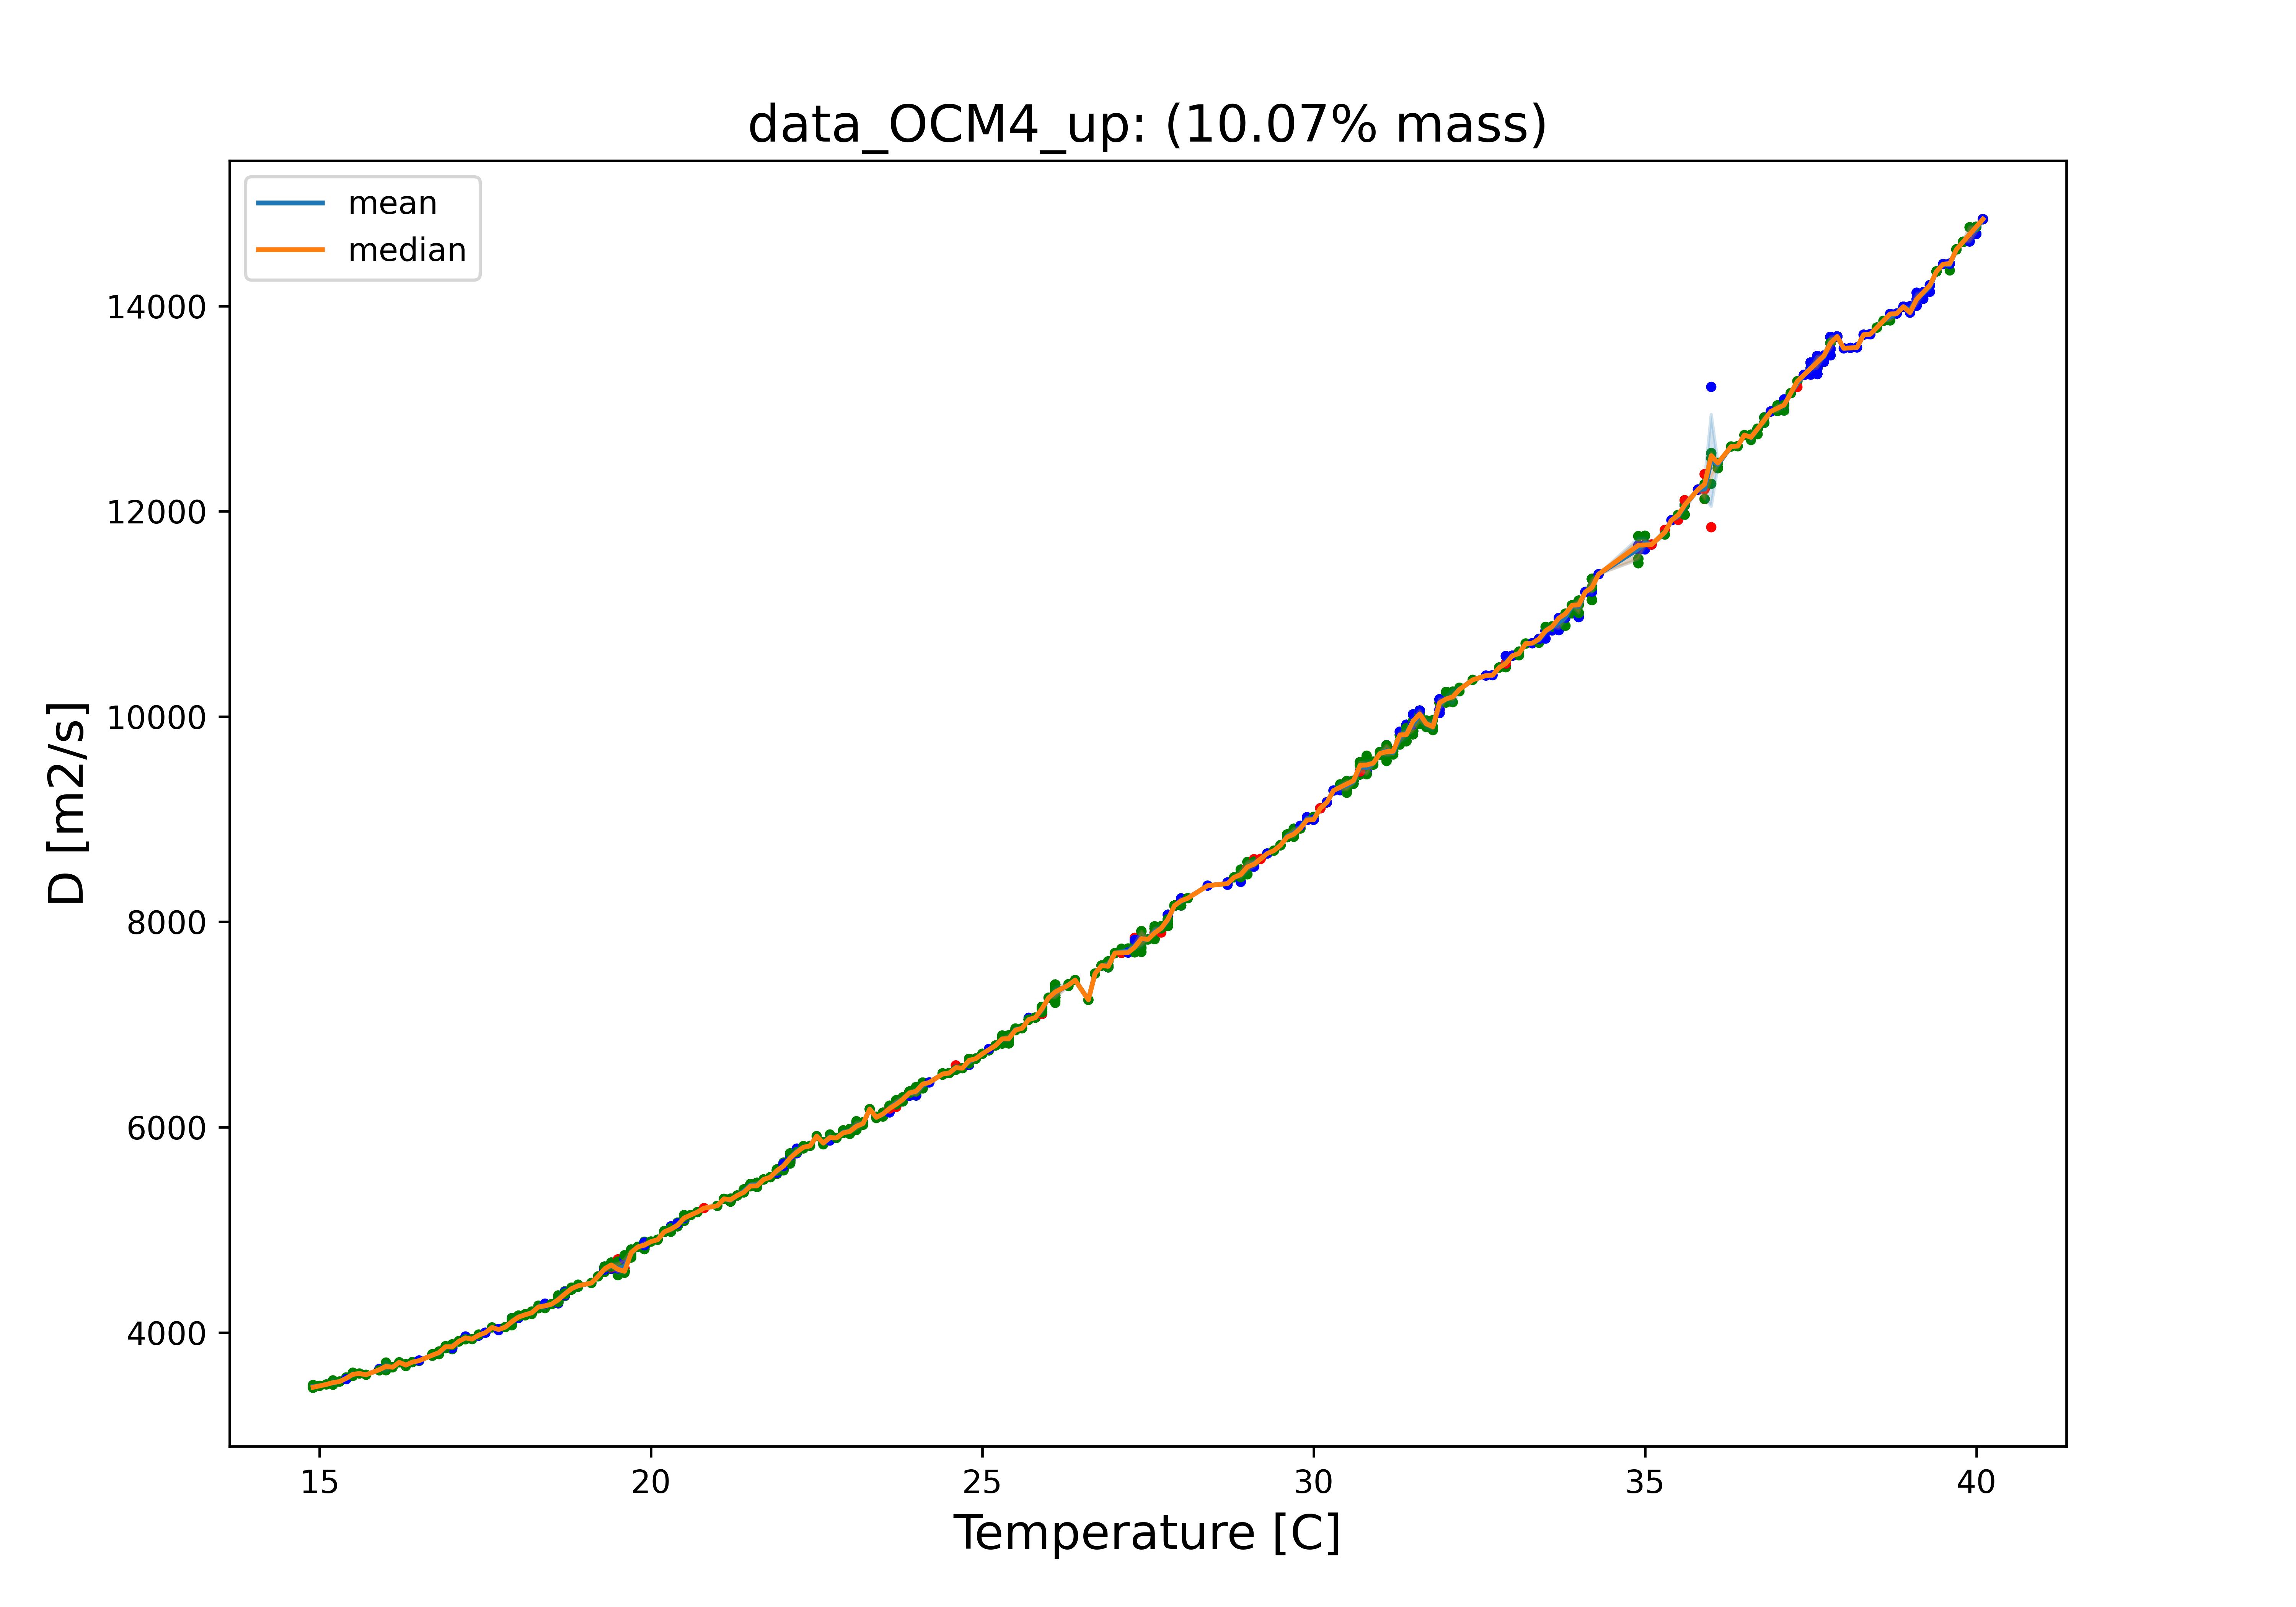 data_OCM4_up: (10.07% mass)
mean
median
14000
12000
10000
8000
6000
4000
D [m2/s]
15 20 25 30 35 40
Temperature [C]